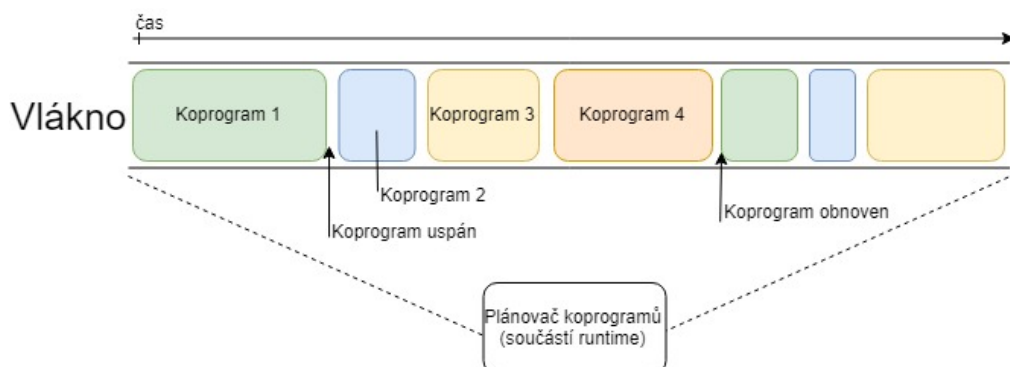 čas
Vlákno
Koprogram 1
Koprogram 3
Koprogram 4
Koprogram 2
Koprogram uspán
Koprogram obnoven
Plánovač koprogramů
(součástí runtime)